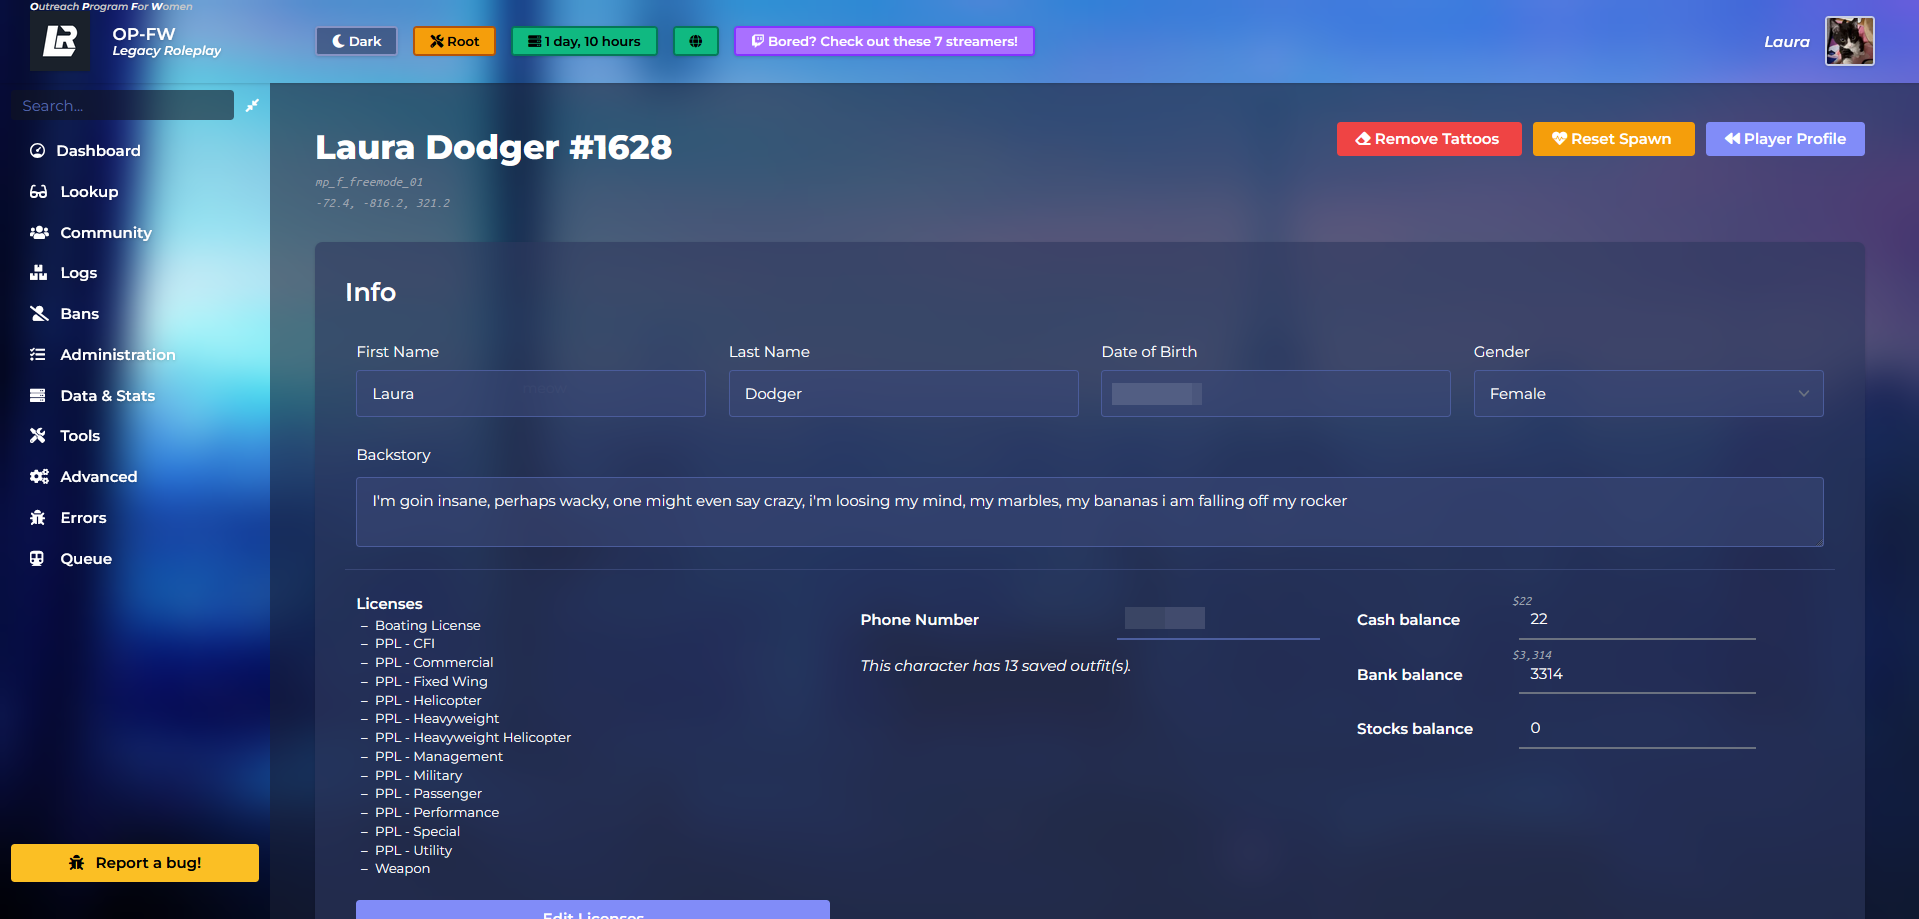 Outreach Program For Women
OP-FW
Legacy Roleplay
Dark
Root
1 day, 10 hours
Bored? Check out these 7 streamers!
Laura
Search...
Dashboard
Lookup
Community
Logs
Bans
Administration
Data & Stats
Tools
Advanced
Errors
Queue
Report a bug!
Laura Dodger #1628
mp_f_freemode_01
-72.4, -816.2, 321.2
Remove Tattoos
Reset Spawn
Player Profile
Info
First Name
Last Name
Date of Birth
Gender
Laura
Dodger
Female
Backstory
I'm goin insane, perhaps wacky, one might even say crazy, i'm loosing my mind, my marbles, my bananas i am falling off my rocker
Licenses
– Boating License
– PPL - CFI
– PPL - Commercial
– PPL - Fixed Wing
– PPL - Helicopter
– PPL - Heavyweight
– PPL - Heavyweight Helicopter
– PPL - Management
– PPL - Military
– PPL - Passenger
– PPL - Performance
– PPL - Special
– PPL - Utility
– Weapon
Edit Licenses
Phone Number
This character has 13 saved outfit(s).
Cash balance
$22
22
Bank balance
$3,314
3314
Stocks balance
0